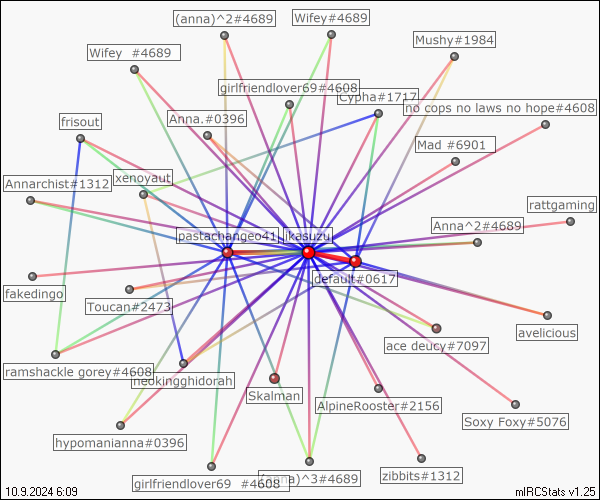 (anna)^2#4689
Wifey#4689
Mushy#1984
Wifey  #4689
girlfriendlover69#4608
Cypha#1717
no cops no laws no hope#4608
frisout
Anna.#0396
Mad #6901
Annarchist#1312
xenoyaut
rattgaming
Anna^2#4689
pastachangeo41
ikasuzu
default#0617
fakedingo
Toucan#2473
avelicious
ace deucy#7097
ramshackle gorey#4608
neokingghidorah
Skalman
AlpineRooster#2156
Soxy Foxy#5076
hypomanianna#0396
girlfriendlover69  #4608
(anna)^3#4689
zibbits#1312
10.9.2024 6:09
mIRCStats v1.25